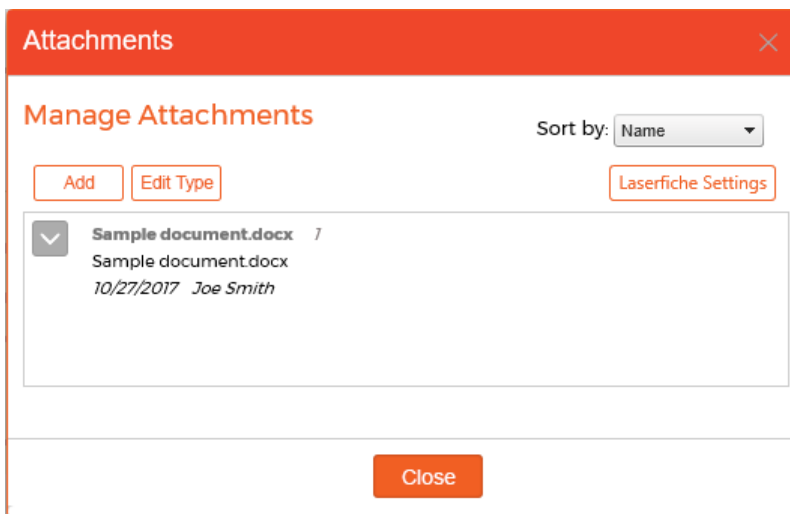 Attachments
Manage Attachments
Sort by: Name
Add Edit Type Laserfiche Settings
Sample document.docx 1
Sample document.docx
10/27/2017 Joe Smith
Close